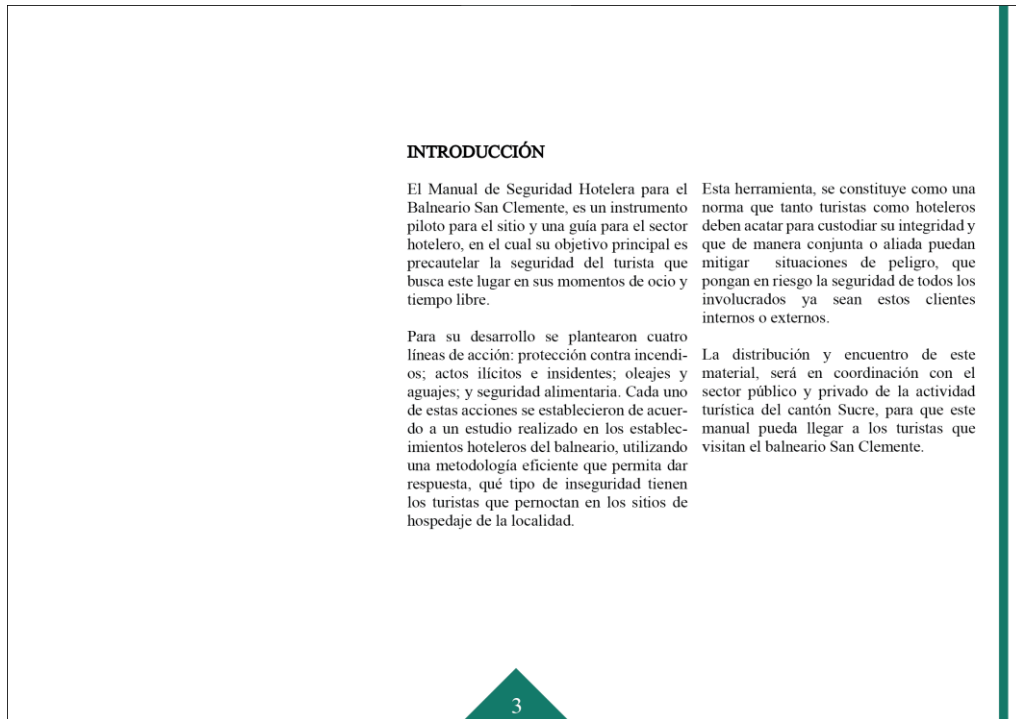 INTRODUCCIÓN
El Manual de Seguridad Hotelera para el
Balneario San Clemente, es un instrumento
piloto para el sitio y una guía para el sector
hotelero, en el cual su objetivo principal es
precautelar la seguridad del turista que
busca este lugar en sus momentos de ocio y
tiempo libre.
Para su desarrollo se plantearon cuatro
líneas de acción: protección contra incendi-
os; actos ilícitos e insidentes; oleajes y
aguajes; y seguridad alimentaria. Cada uno
de estas acciones se establecieron de acuer-
do a un estudio realizado en los establec-
imientos hoteleros del balneario, utilizando
una metodología eficiente que permita dar
respuesta, qué tipo de inseguridad tienen
los turistas que pernoctan en los sitios de
hospedaje de la localidad.
Esta herramienta, se constituye como una
norma que tanto turistas como hoteleros
deben acatar para custodiar su integridad y
que de manera conjunta o aliada puedan
mitigar situaciones de peligro, que
pongan en riesgo la seguridad de todos los
involucrados ya sean estos clientes
internos o externos.
La distribución y encuentro de este
material, será en coordinación con el
sector público y privado de la actividad
turística del cantón Sucre, para que este
manual pueda llegar a los turistas que
visitan el balneario San Clemente.
3